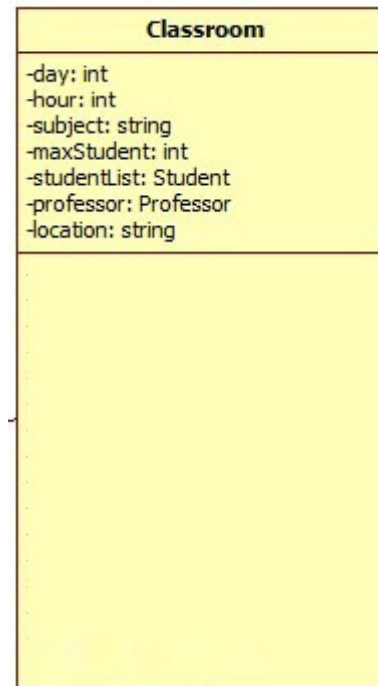 Classroom
-day: int
-hour: int
-subject: string
-maxStudent: int
-studentList: Student
-professor: Professor
-location: string